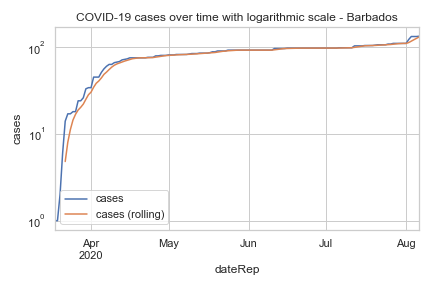 COVID-19 cases over time with logarithmic scale - Barbados
10²
10¹
10⁰
cases
cases
cases (rolling)
Apr
2020
May
Jun
Jul
Aug
dateRep